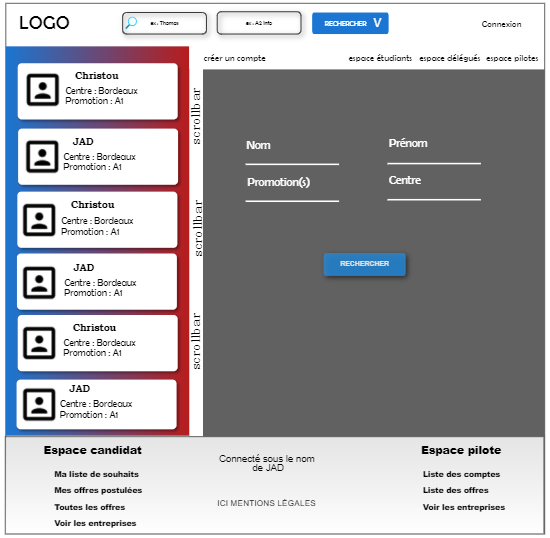 LOGO
ex : Thomas
ex : A2 Info
RECHERCHER V
Connexion
créer un compte
espace étudiants
espace délégués
espace pilotes
Christou
Centre : Bordeaux
Promotion : A1
JAD
Centre : Bordeaux
Promotion : A1
Christou
Centre : Bordeaux
Promotion : A1
JAD
Centre : Bordeaux
Promotion : A1
Christou
Centre : Bordeaux
Promotion : A1
JAD
Centre : Bordeaux
Promotion : A1
scrollbar
scrollbar
scrollbar
Nom
Prénom
Promotion(s)
Centre
RECHERCHER
Espace candidat
Ma liste de souhaits
Mes offres postulées
Toutes les offres
Voir les entreprises
Connecté sous le nom
de JAD
ICI MENTIONS LÉGALES
Espace pilote
Liste des comptes
Liste des offres
Voir les entreprises